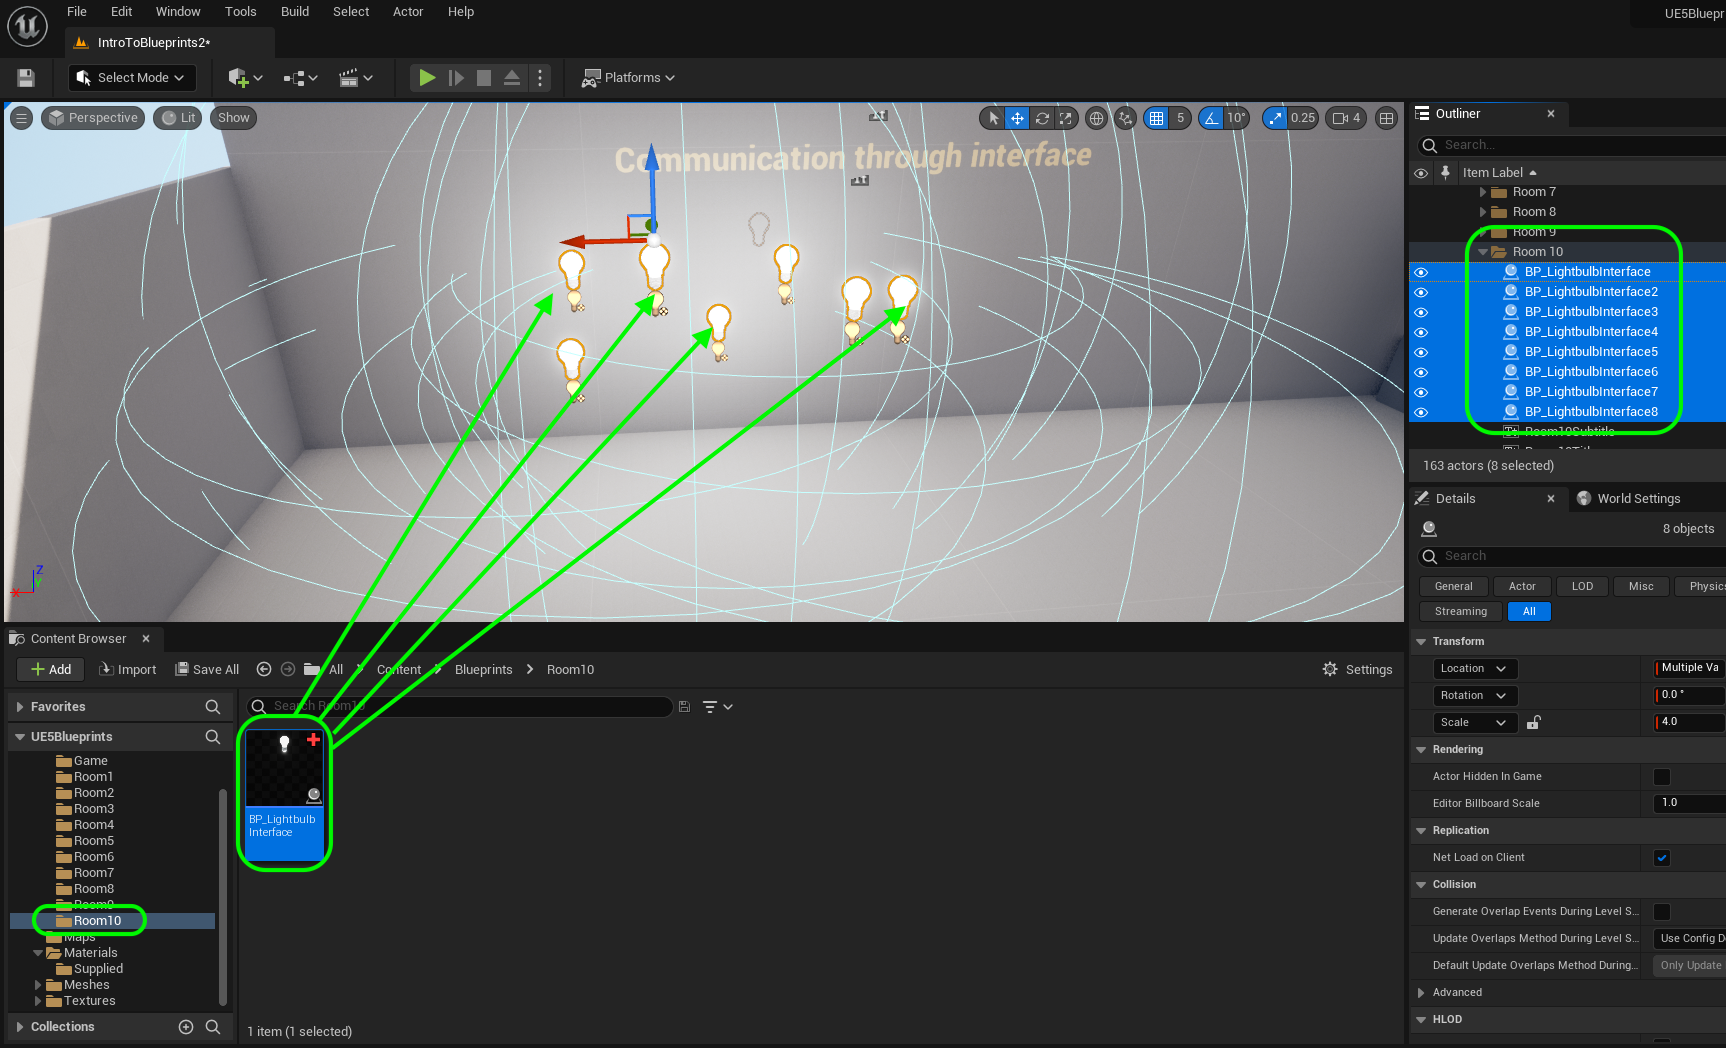 File Edit Window Tools Build Select Actor Help
UE5Bluepr
IntroToBlueprints2*
Select Mode
Platforms
Perspective Lit Show
5 10° 0.25 4
Communication through interface
Z
Y
X
Outliner
Search...
Item Label
Room 7
Room 8
Room 9
Room 10
BP_LightbulbInterface
BP_LightbulbInterface2
BP_LightbulbInterface3
BP_LightbulbInterface4
BP_LightbulbInterface5
BP_LightbulbInterface6
BP_LightbulbInterface7
BP_LightbulbInterface8
Room10Subtitle
163 actors (8 selected)
Details World Settings
8 objects
Search
General Actor LOD Misc Physics
Streaming All
Transform
Location Multiple Va
Rotation 0.0 °
Scale 4.0
Rendering
Actor Hidden In Game
Editor Billboard Scale 1.0
Replication
Net Load on Client
Collision
Generate Overlap Events During Level S...
Update Overlaps Method During Level S... Use Config D
Default Update Overlaps Method During... Only Update
Advanced
HLOD
Content Browser
Add Import Save All All Content Blueprints Room10 Settings
Favorites
Search Room10
UE5Blueprints
Game
Room1
Room2
Room3
Room4
Room5
Room6
Room7
Room8
Room9
Room10
Maps
Materials
Supplied
Meshes
Textures
Collections
BP_Lightbulb
Interface
1 item (1 selected)